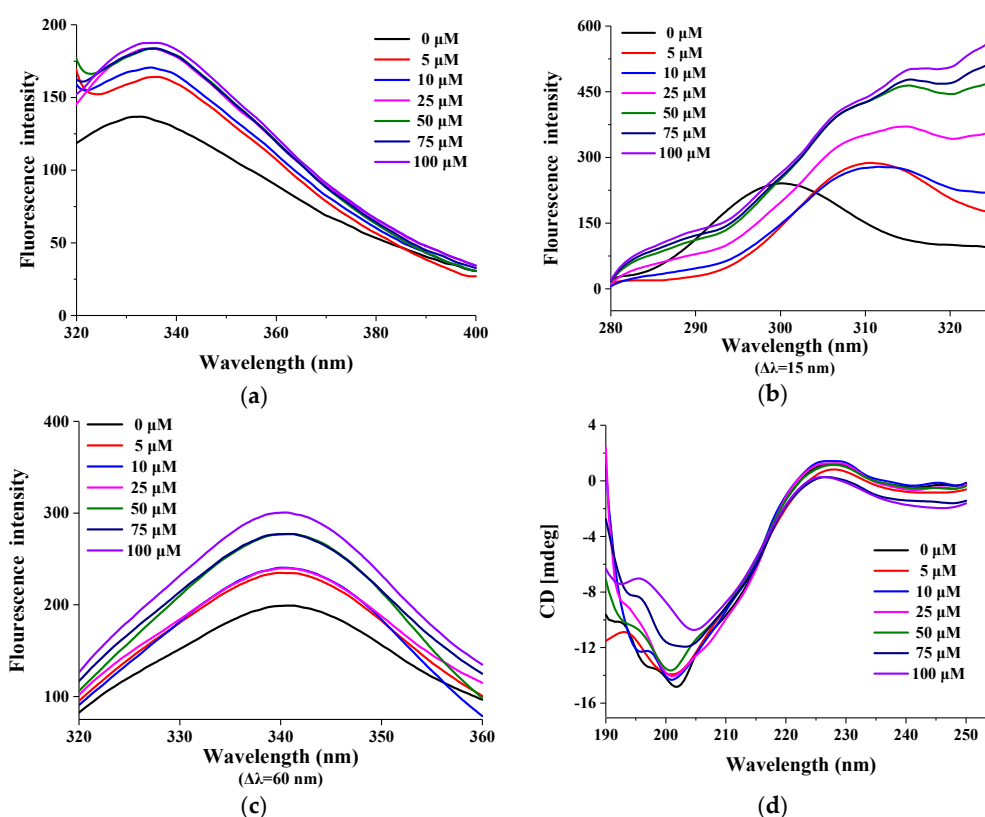 200
150
100
50
0
320
340
360
380
400
Fluorescence intensity
Wavelength (nm)
0 μM
5 μM
10 μM
25 μM
50 μM
75 μM
100 μM
(a)
600
450
300
150
0
280
290
300
310
320
Flourescence intensity
Wavelength (nm)
(Δλ=15 nm)
0 μM
5 μM
10 μM
25 μM
50 μM
75 μM
100 μM
(b)
400
300
200
100
320
330
340
350
360
Flourescence intensity
Wavelength (nm)
(Δλ=60 nm)
0 μM
5 μM
10 μM
25 μM
50 μM
75 μM
100 μM
(c)
4
0
-4
-8
-12
-16
190
200
210
220
230
240
250
CD [mdeg]
Wavelength (nm)
0 μM
5 μM
10 μM
25 μM
50 μM
75 μM
100 μM
(d)